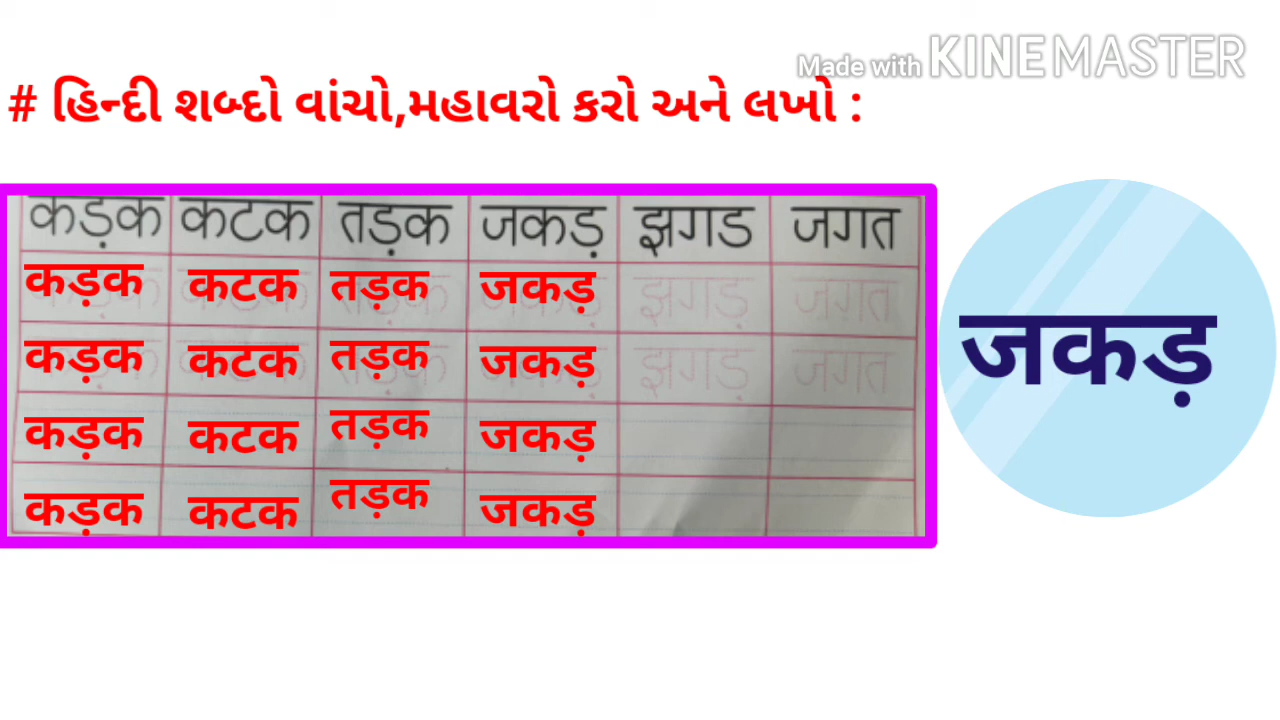 Made with KINEMASTER
# હિન્દી શબ્દો વાંચો,મહાવરો કરો અને લખો :
कड़क कटक तड़क जकड़ झगड जगत
कड़क कटक तड़क जकड़ झगड़ जगत
कड़क कटक तड़क जकड़ झगड़ जगत
कड़क कटक तड़क जकड़
कड़क कटक तड़क जकड़
जकड़